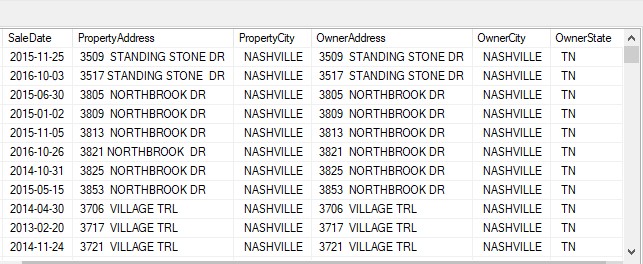 SaleDate PropertyAddress PropertyCity OwnerAddress OwnerCity OwnerState
2015-11-25 3509  STANDING STONE DR NASHVILLE 3509  STANDING STONE DR NASHVILLE TN
2016-10-03 3517 STANDING STONE  DR NASHVILLE 3517  STANDING STONE DR NASHVILLE TN
2015-06-30 3805  NORTHBROOK DR NASHVILLE 3805  NORTHBROOK DR NASHVILLE TN
2015-01-02 3809  NORTHBROOK DR NASHVILLE 3809  NORTHBROOK DR NASHVILLE TN
2015-11-05 3813  NORTHBROOK DR NASHVILLE 3813  NORTHBROOK DR NASHVILLE TN
2016-10-26 3821 NORTHBROOK  DR NASHVILLE 3821  NORTHBROOK DR NASHVILLE TN
2014-10-31 3825  NORTHBROOK DR NASHVILLE 3825  NORTHBROOK DR NASHVILLE TN
2015-05-15 3853  NORTHBROOK DR NASHVILLE 3853  NORTHBROOK DR NASHVILLE TN
2014-04-30 3706  VILLAGE TRL NASHVILLE 3706  VILLAGE TRL NASHVILLE TN
2013-02-20 3717  VILLAGE TRL NASHVILLE 3717  VILLAGE TRL NASHVILLE TN
2014-11-24 3721  VILLAGE TRL NASHVILLE 3721  VILLAGE TRL NASHVILLE TN